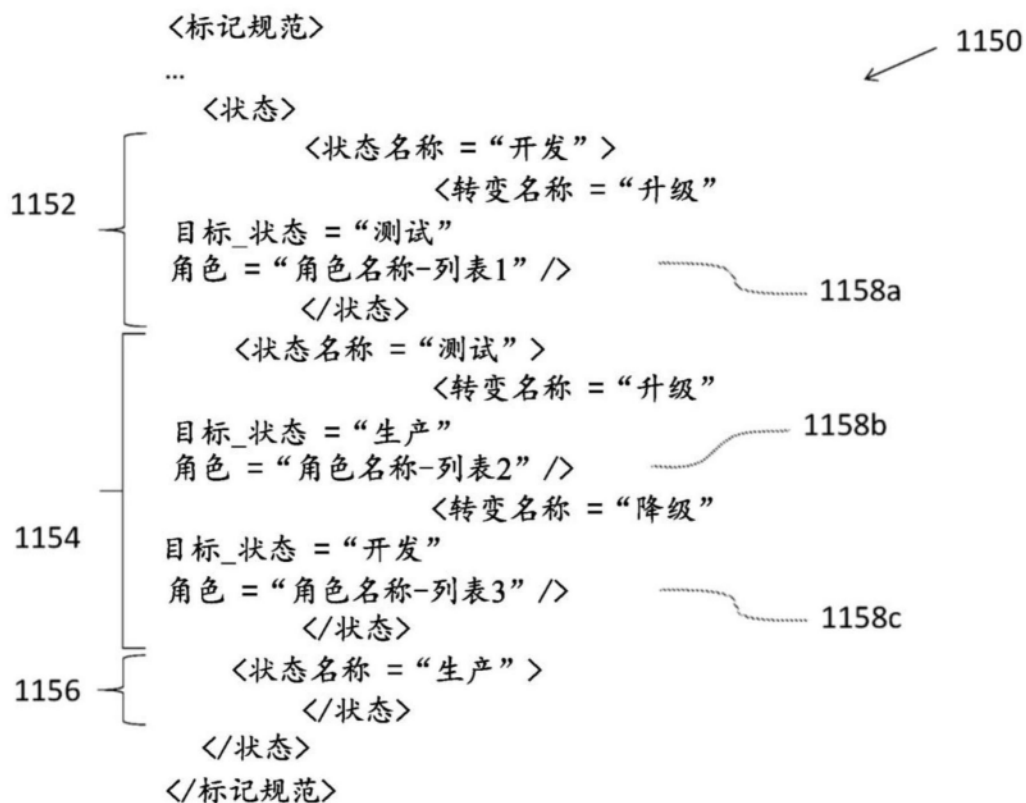 <标记规范>
1150
...
<状态>
<状态名称 = “开发” >
1152
<转变名称 = “升级”
目标_状态 = “测试”
角色 = “角色名称-列表1” />
1158a
</状态>
<状态名称 = “测试” >
<转变名称 = “升级”
1158b
目标_状态 = “生产”
角色 = “角色名称-列表2” />
<转变名称 = “降级”
1154
目标_状态 = “开发”
角色 = “角色名称-列表3” />
1158c
</状态>
<状态名称 = “生产” >
1156
</状态>
</状态>
</标记规范>